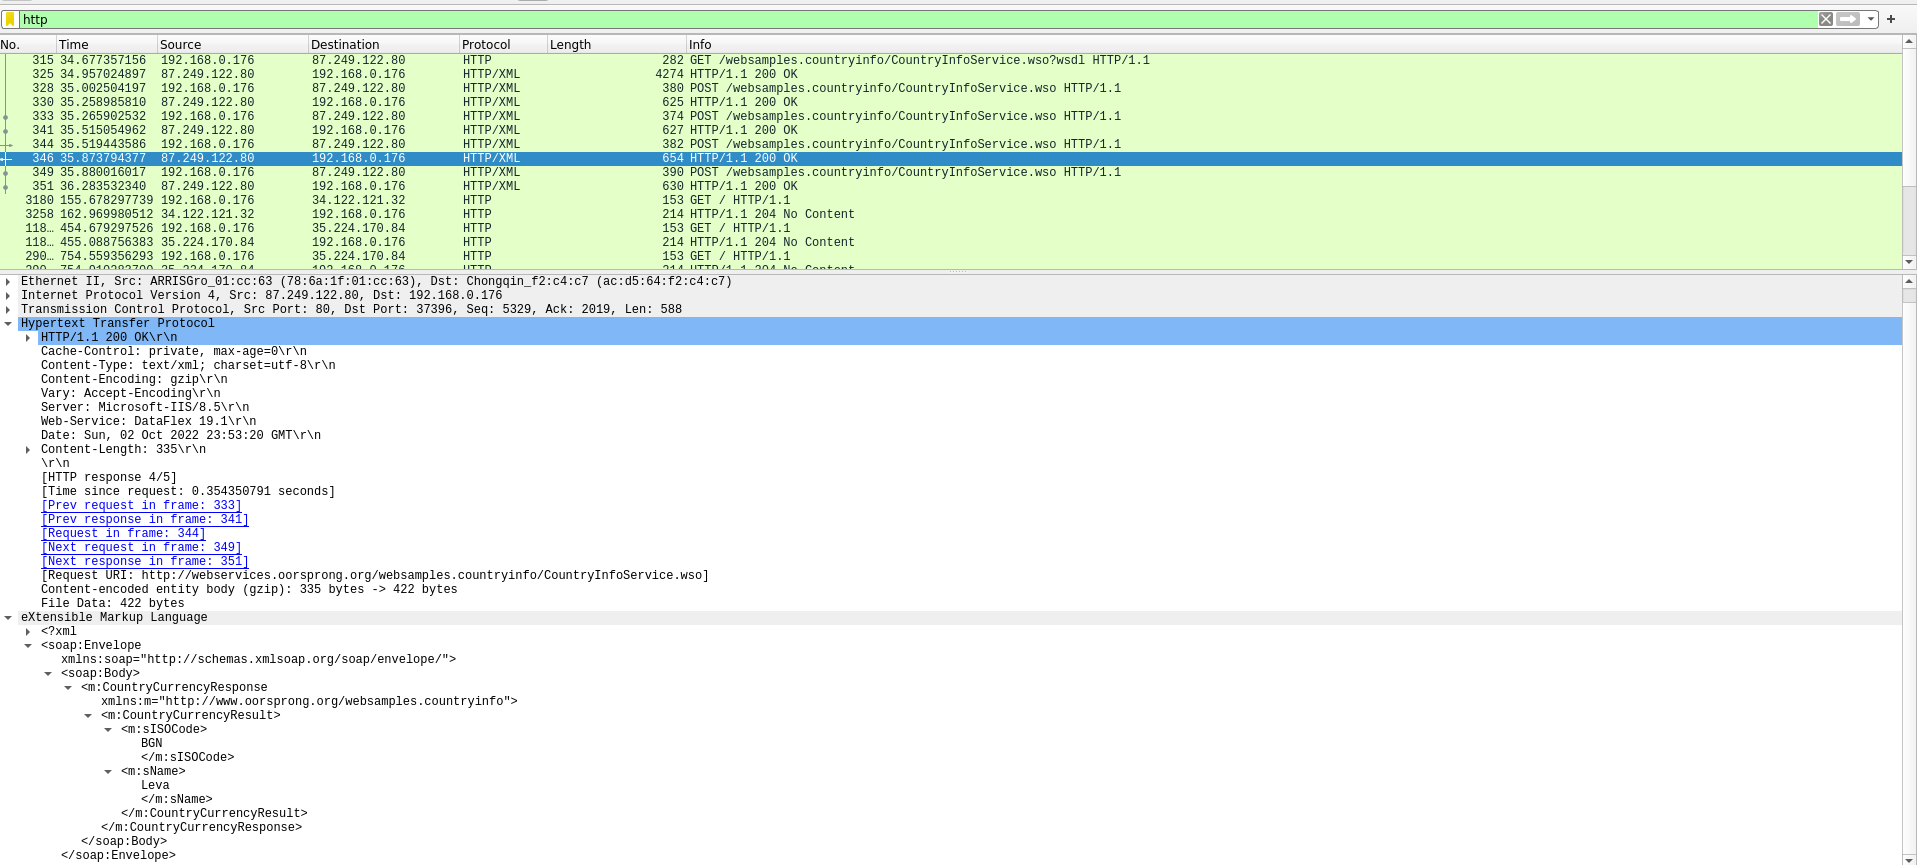 http
No. Time Source Destination Protocol Length Info
315 34.677357156 192.168.0.176 87.249.122.80 HTTP 282 GET /websamples.countryinfo/CountryInfoService.wso?wsdl HTTP/1.1
325 34.957024897 87.249.122.80 192.168.0.176 HTTP/XML 4274 HTTP/1.1 200 OK
328 35.002504197 192.168.0.176 87.249.122.80 HTTP/XML 380 POST /websamples.countryinfo/CountryInfoService.wso HTTP/1.1
330 35.258985810 87.249.122.80 192.168.0.176 HTTP/XML 625 HTTP/1.1 200 OK
333 35.265902532 192.168.0.176 87.249.122.80 HTTP/XML 374 POST /websamples.countryinfo/CountryInfoService.wso HTTP/1.1
341 35.515054962 87.249.122.80 192.168.0.176 HTTP/XML 627 HTTP/1.1 200 OK
344 35.519443586 192.168.0.176 87.249.122.80 HTTP/XML 382 POST /websamples.countryinfo/CountryInfoService.wso HTTP/1.1
346 35.873794377 87.249.122.80 192.168.0.176 HTTP/XML 654 HTTP/1.1 200 OK
349 35.880016017 192.168.0.176 87.249.122.80 HTTP/XML 390 POST /websamples.countryinfo/CountryInfoService.wso HTTP/1.1
351 36.283532340 87.249.122.80 192.168.0.176 HTTP/XML 630 HTTP/1.1 200 OK
3180 155.678297739 192.168.0.176 34.122.121.32 HTTP 153 GET / HTTP/1.1
3258 162.969980512 34.122.121.32 192.168.0.176 HTTP 214 HTTP/1.1 204 No Content
118… 454.679297526 192.168.0.176 35.224.170.84 HTTP 153 GET / HTTP/1.1
118… 455.088756383 35.224.170.84 192.168.0.176 HTTP 214 HTTP/1.1 204 No Content
290… 754.559356293 192.168.0.176 35.224.170.84 HTTP 153 GET / HTTP/1.1
35.224.170.84 192.168.0.176 HTTP 214 HTTP/1.1 204 No Content
Ethernet II, Src: ARRISGro_01:cc:63 (78:6a:1f:01:cc:63), Dst: Chongqin_f2:c4:c7 (ac:d5:64:f2:c4:c7)
Internet Protocol Version 4, Src: 87.249.122.80, Dst: 192.168.0.176
Transmission Control Protocol, Src Port: 80, Dst Port: 37396, Seq: 5329, Ack: 2019, Len: 588
Hypertext Transfer Protocol
HTTP/1.1 200 OK\r\n
Cache-Control: private, max-age=0\r\n
Content-Type: text/xml; charset=utf-8\r\n
Content-Encoding: gzip\r\n
Vary: Accept-Encoding\r\n
Server: Microsoft-IIS/8.5\r\n
Web-Service: DataFlex 19.1\r\n
Date: Sun, 02 Oct 2022 23:53:20 GMT\r\n
Content-Length: 335\r\n
\r\n
[HTTP response 4/5]
[Time since request: 0.354350791 seconds]
[Prev request in frame: 333]
[Prev response in frame: 341]
[Request in frame: 344]
[Next request in frame: 349]
[Next response in frame: 351]
[Request URI: http://webservices.oorsprong.org/websamples.countryinfo/CountryInfoService.wso]
Content-encoded entity body (gzip): 335 bytes -> 422 bytes
File Data: 422 bytes
eXtensible Markup Language
<?xml
<soap:Envelope
xmlns:soap="http://schemas.xmlsoap.org/soap/envelope/">
<soap:Body>
<m:CountryCurrencyResponse
xmlns:m="http://www.oorsprong.org/websamples.countryinfo">
<m:CountryCurrencyResult>
<m:sISOCode>
BGN
</m:sISOCode>
<m:sName>
Leva
</m:sName>
</m:CountryCurrencyResult>
</m:CountryCurrencyResponse>
</soap:Body>
</soap:Envelope>